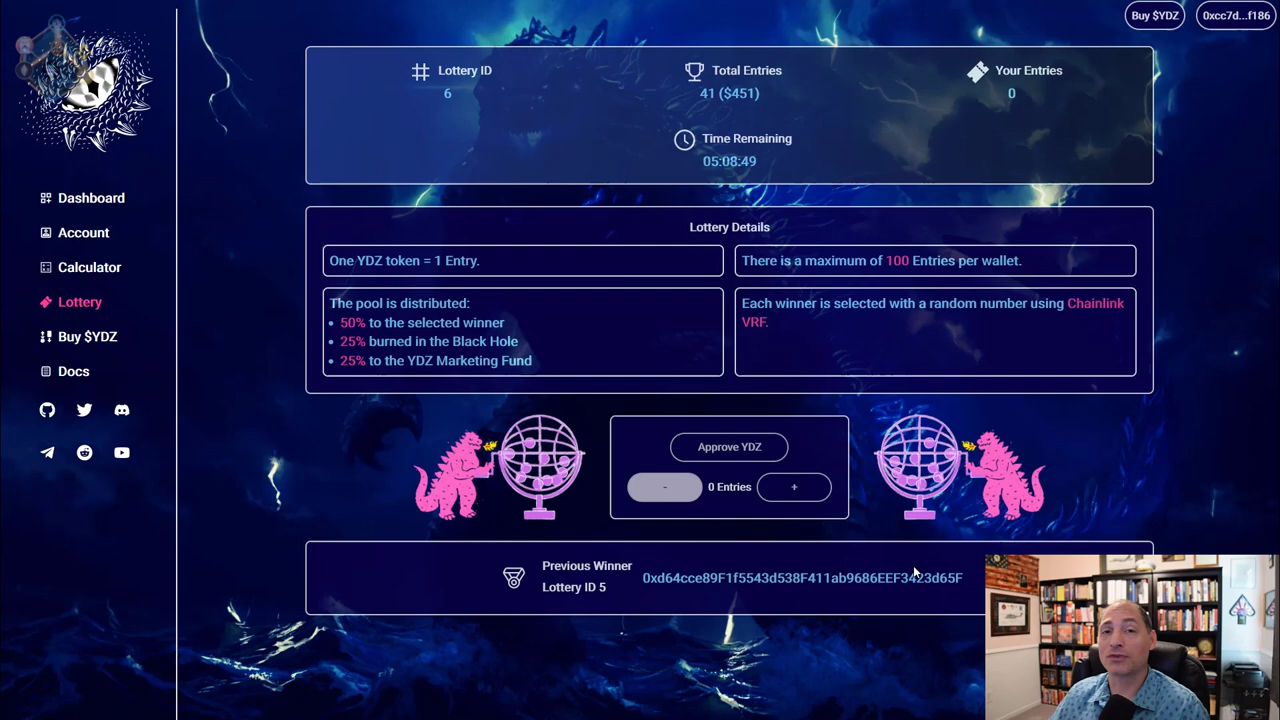 Buy $YDZ
0xcc7d...f186
Dashboard
Account
Calculator
Lottery
Buy $YDZ
Docs
Lottery ID
6
Total Entries
41 ($451)
Your Entries
0
Time Remaining
05:08:49
Lottery Details
One YDZ token = 1 Entry.
There is a maximum of 100 Entries per wallet.
The pool is distributed:
• 50% to the selected winner
• 25% burned in the Black Hole
• 25% to the YDZ Marketing Fund
Each winner is selected with a random number using Chainlink
VRF.
Approve YDZ
-
0 Entries
+
Previous Winner
Lottery ID 5
0xd64cce89F1f5543d538F411ab9686EEF3423d65F